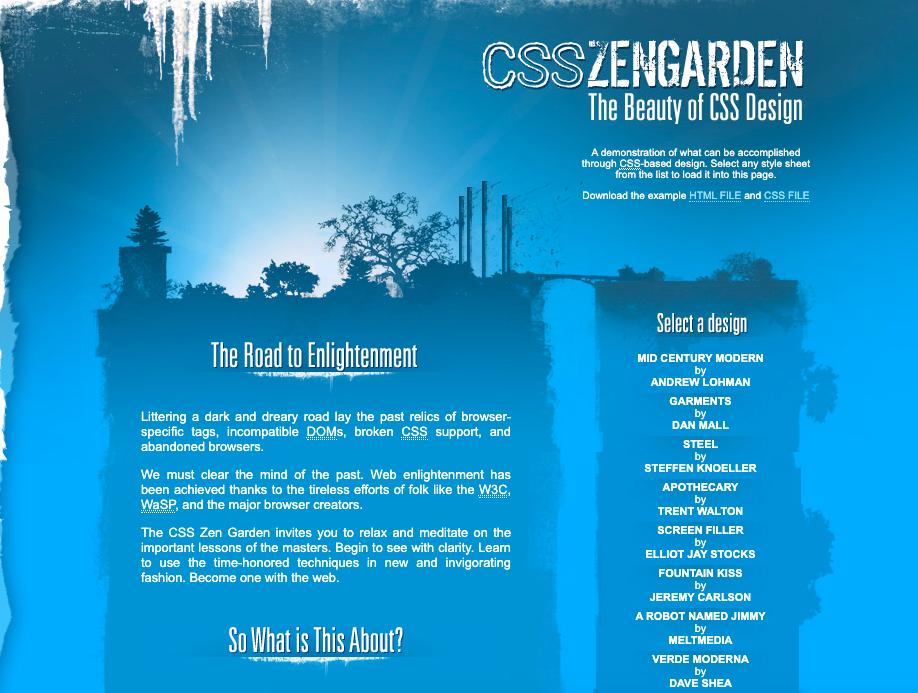 CSSZENGARDEN
The Beauty of CSS Design
A demonstration of what can be accomplished
through CSS-based design. Select any style sheet
from the list to load it into this page.
Download the example HTML FILE and CSS FILE
The Road to Enlightenment
Littering a dark and dreary road lay the past relics of browser-
specific tags, incompatible DOMs, broken CSS support, and
abandoned browsers.
We must clear the mind of the past. Web enlightenment has
been achieved thanks to the tireless efforts of folk like the W3C,
WaSP, and the major browser creators.
The CSS Zen Garden invites you to relax and meditate on the
important lessons of the masters. Begin to see with clarity. Learn
to use the time-honored techniques in new and invigorating
fashion. Become one with the web.
So What is This About?
Select a design
MID CENTURY MODERN
by
ANDREW LOHMAN
GARMENTS
by
DAN MALL
STEEL
by
STEFFEN KNOELLER
APOTHECARY
by
TRENT WALTON
SCREEN FILLER
by
ELLIOT JAY STOCKS
FOUNTAIN KISS
by
JEREMY CARLSON
A ROBOT NAMED JIMMY
by
MELTMEDIA
VERDE MODERNA
by
DAVE SHEA